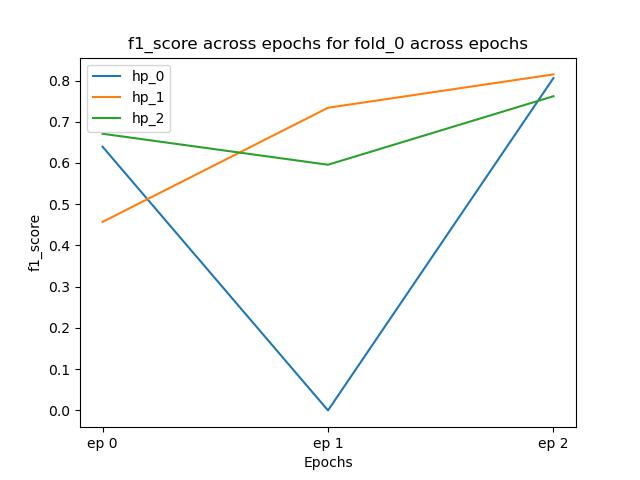 f1_score across epochs for fold_0 across epochs
hp_0
hp_1
hp_2
f1_score
0.8
0.7
0.6
0.5
0.4
0.3
0.2
0.1
0.0
ep 0 ep 1 ep 2
Epochs